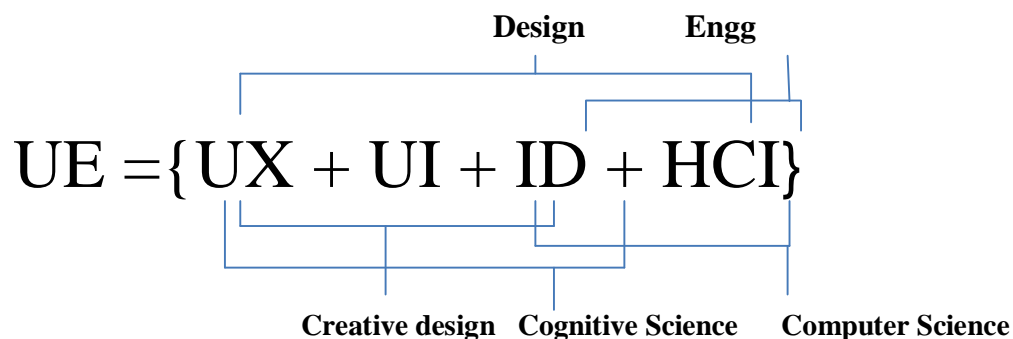 Design Engg
UE ={UX + UI + ID + HCI}
Creative design Cognitive Science Computer Science